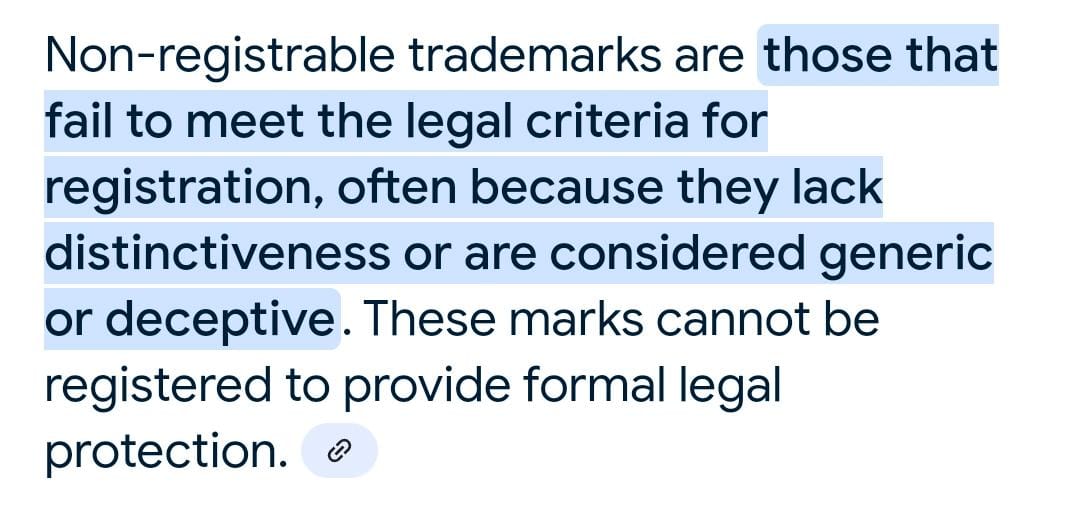 Non-registrable trademarks are those that
fail to meet the legal criteria for
registration, often because they lack
distinctiveness or are considered generic
or deceptive. These marks cannot be
registered to provide formal legal
protection.